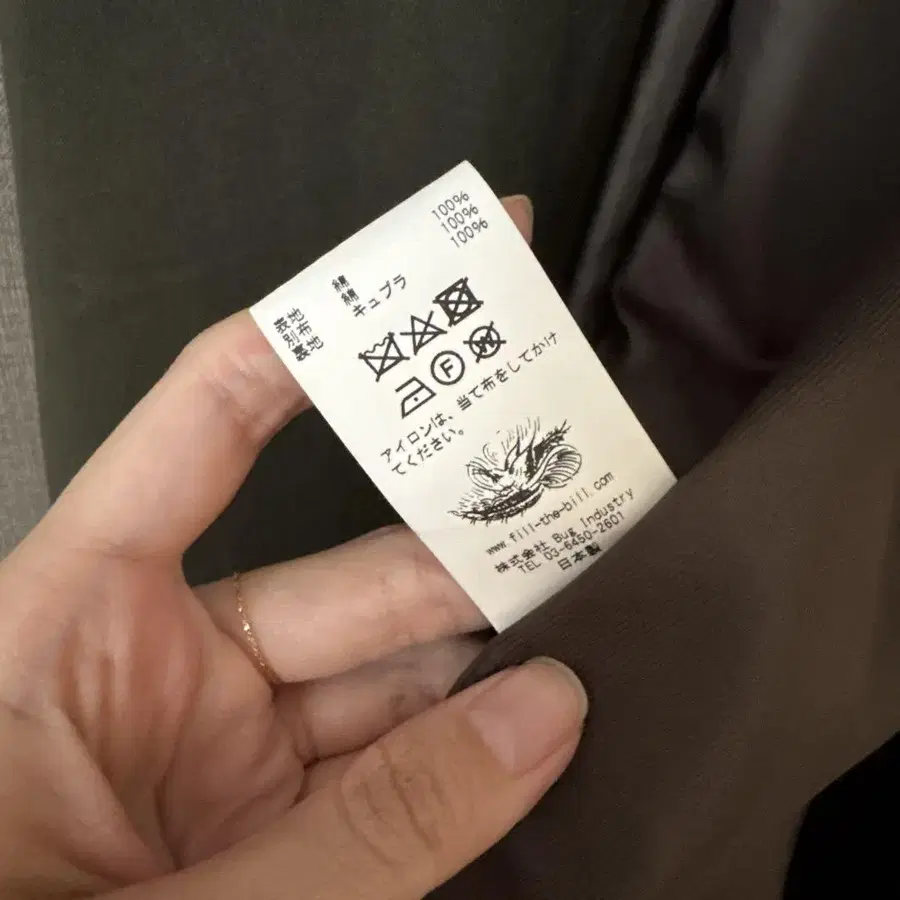 表地 綿 100%
別布 綿 100%
裏地 キュプラ 100%
F
W
アイロンは、当て布をしてかけ
てください。
www.fill-the-bill.com
株式会社 Bug Industry
TEL 03-6450-2601
日本製